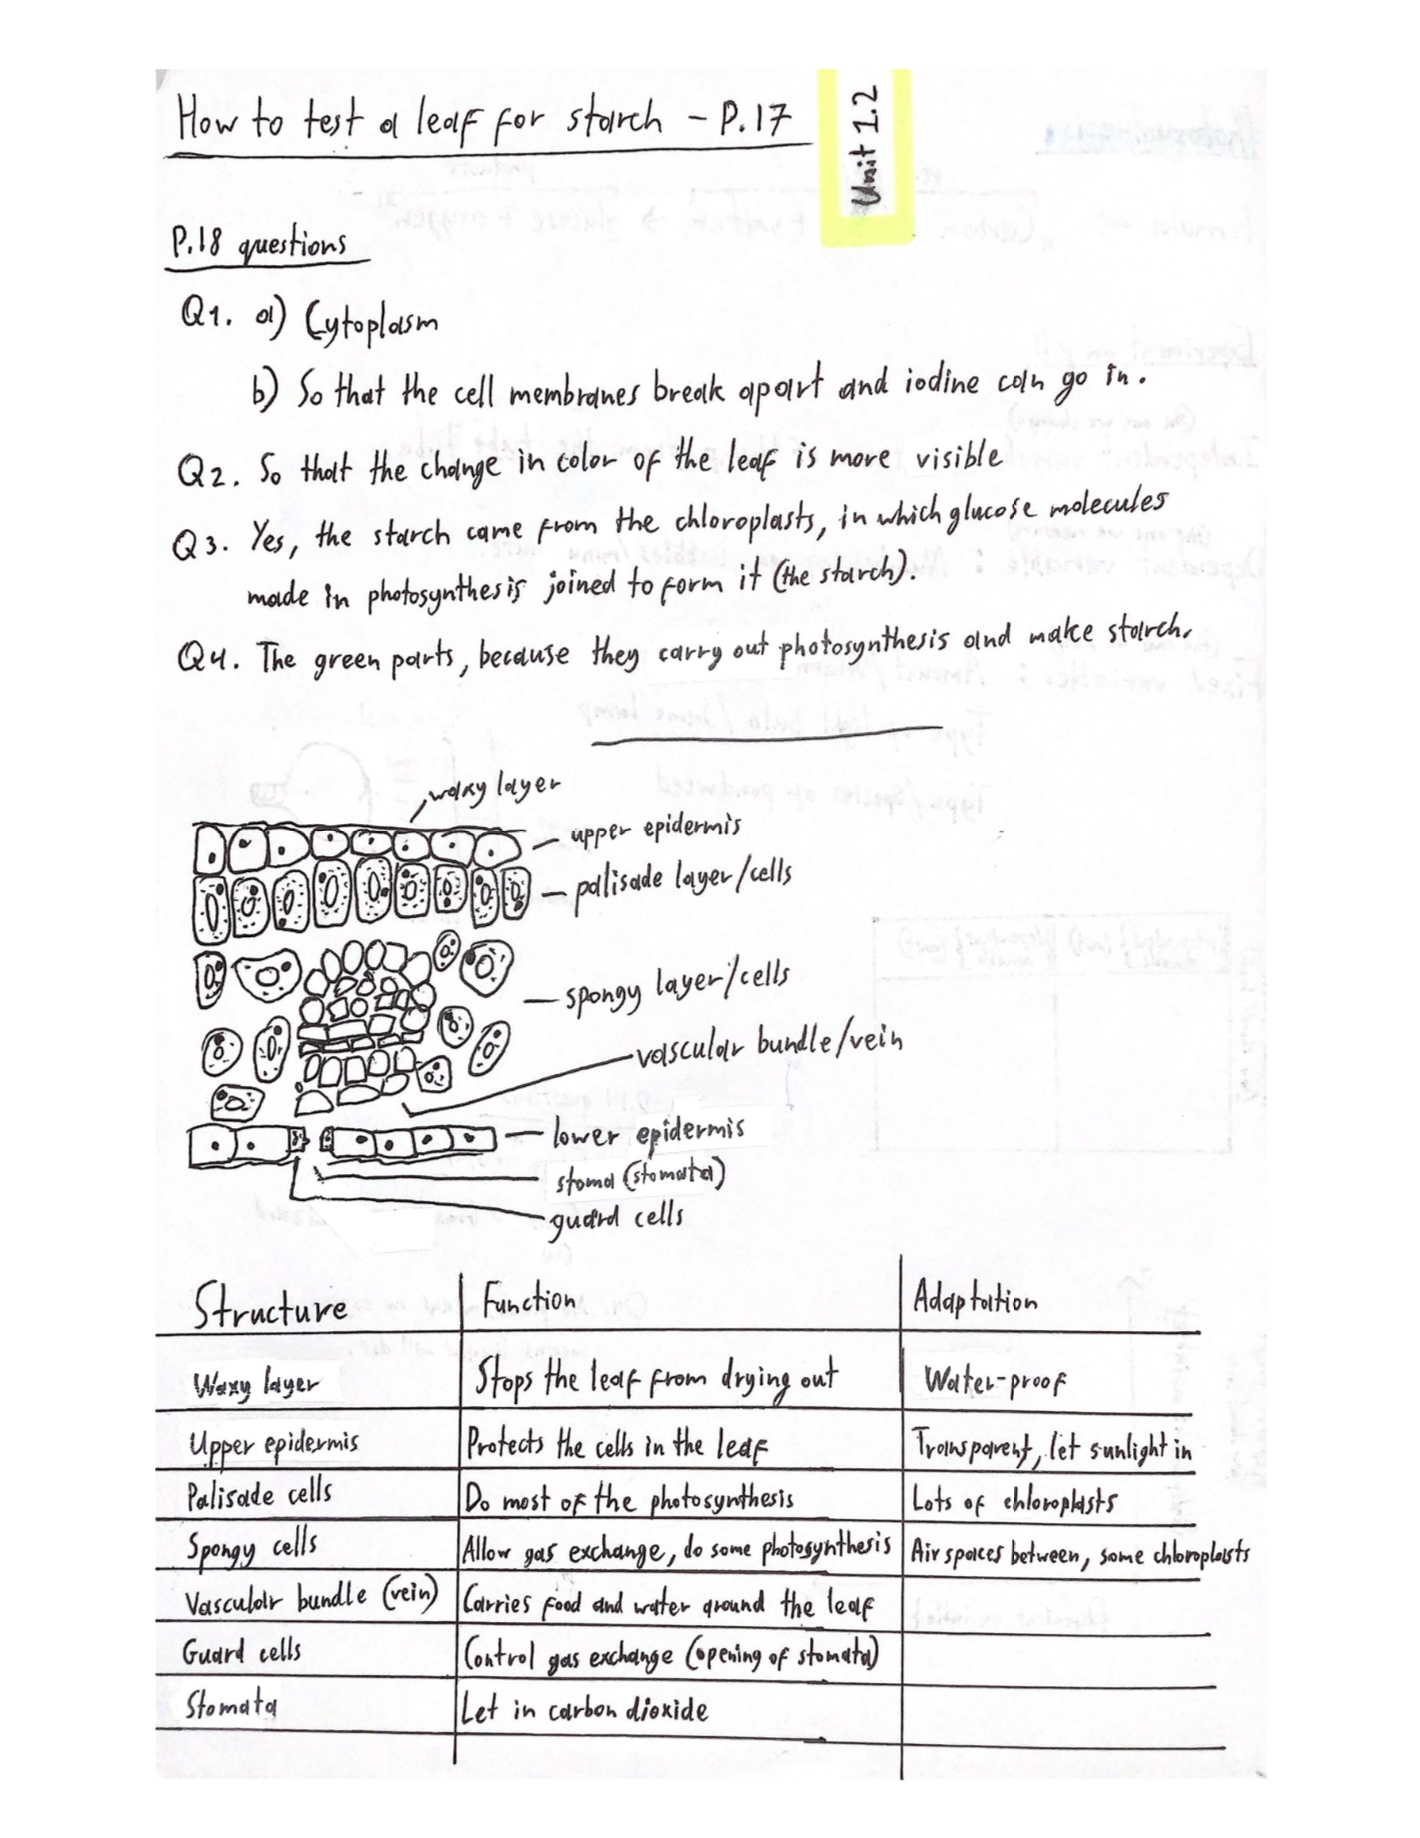 How to test a leaf for starch - P.17
Unit 1.2
P.18 questions
Q1. a) Cytoplasm
b) So that the cell membranes break apart and iodine can go in.
Q2. So that the change in color of the leaf is more visible
Q3. Yes, the starch came from the chloroplasts, in which glucose molecules
made in photosynthesis joined to form it (the starch).
Q4. The green parts, because they carry out photosynthesis and make starch.
waxy layer
upper epidermis
palisade layer/cells
spongy layer/cells
vascular bundle/vein
lower epidermis
stoma (stomata)
guard cells
Structure Function Adaptation
Waxy layer Stops the leaf from drying out Water-proof
Upper epidermis Protects the cells in the leaf Transparent, let sunlight in
Palisade cells Do most of the photosynthesis Lots of chloroplasts
Spongy cells Allow gas exchange, do some photosynthesis Air spaces between, some chloroplasts
Vascular bundle (vein) Carries food and water around the leaf
Guard cells Control gas exchange (opening of stomata)
Stomata Let in carbon dioxide